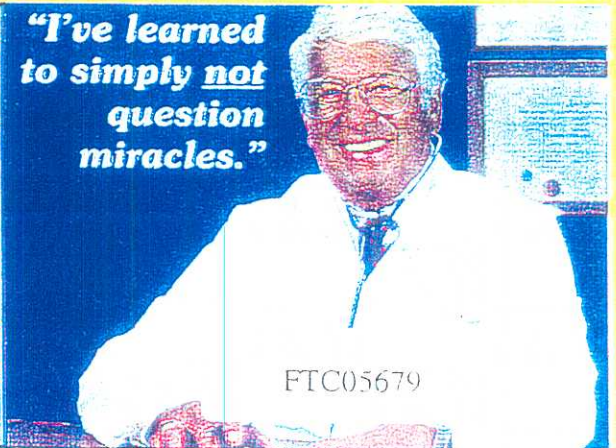 “I’ve learned
to simply not
question
miracles.”
FTC05679